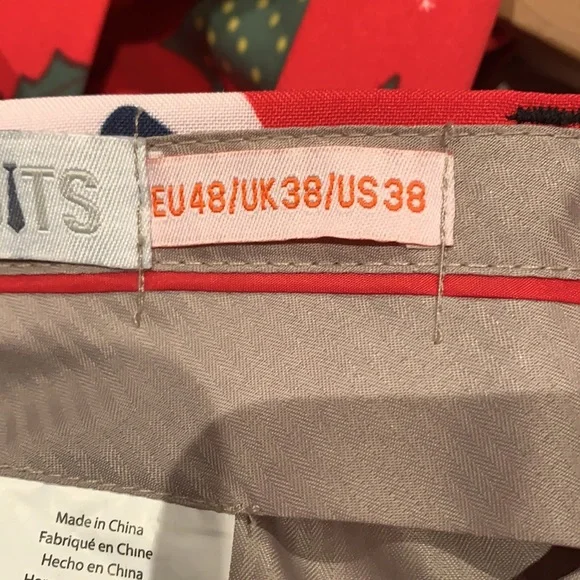 ITS
EU48/UK38/US38
Made in China
Fabriqué en Chine
Hecho en China